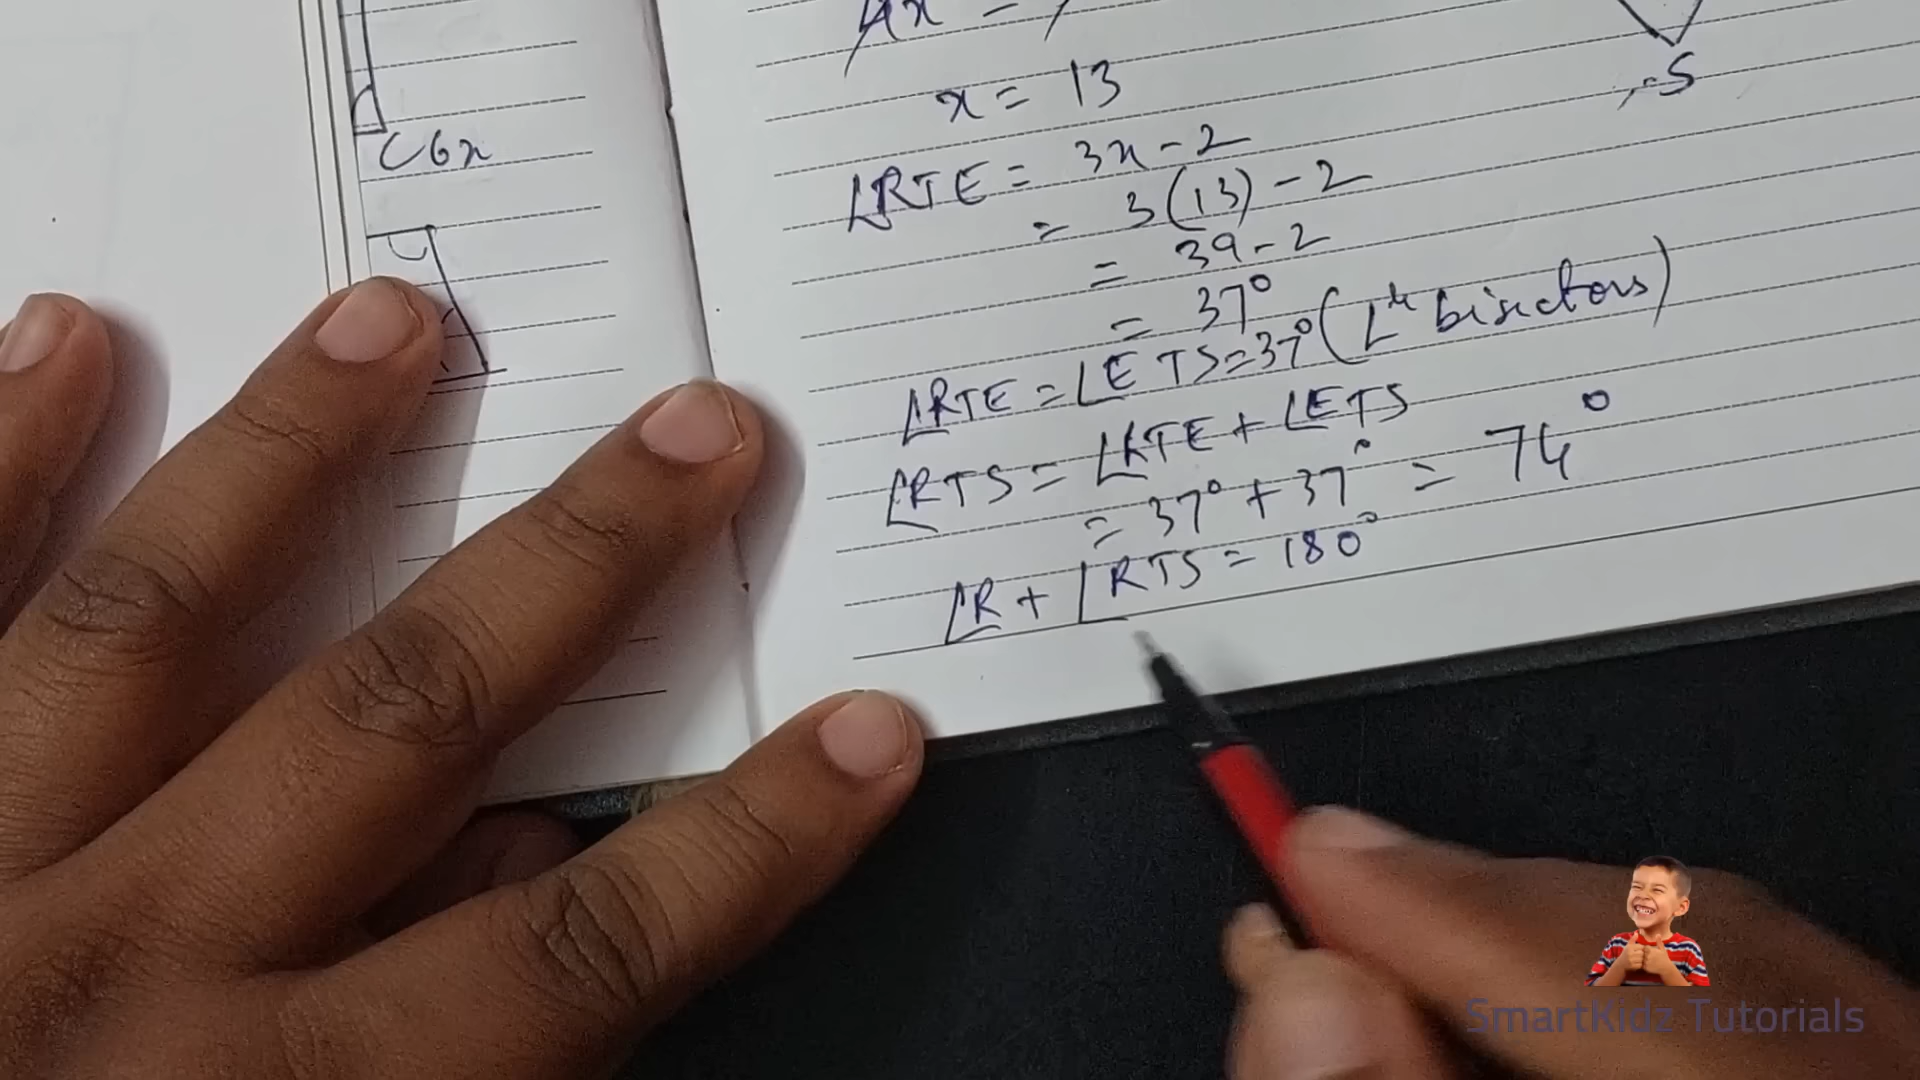 ∠6x
x = 13
S
∠RTE = 3x - 2
= 3(13) - 2
= 39 - 2
= 37°
∠RTE = ∠ETS = 37° (∠r bisectors)
∠RTS = ∠RTE + ∠ETS
= 37° + 37° = 74°
∠R + ∠RTS = 180°
SmartKidz Tutorials